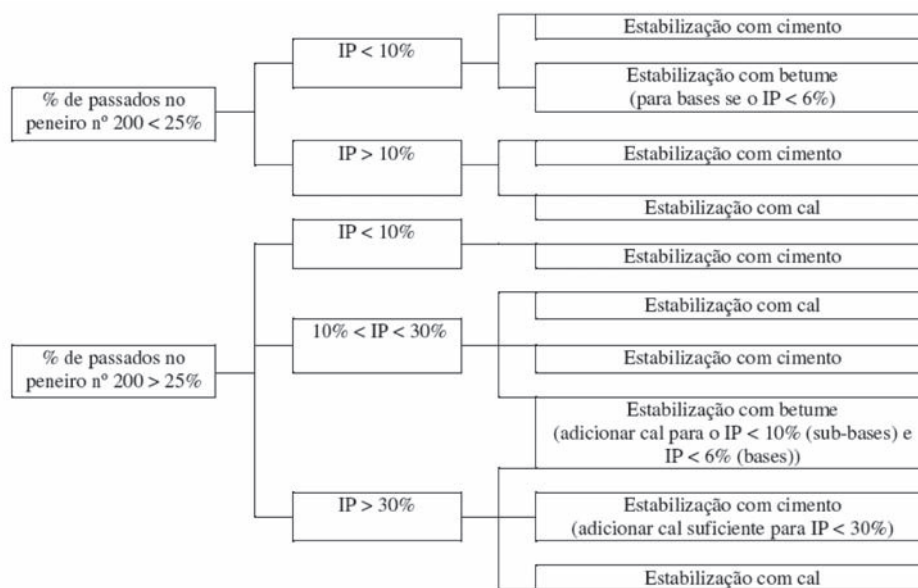 % de passados no
peneiro nº 200 < 25%
IP < 10%
Estabilização com cimento
Estabilização com betume
(para bases se o IP < 6%)
IP > 10%
Estabilização com cimento
Estabilização com cal
% de passados no
peneiro nº 200 > 25%
IP < 10%
Estabilização com cimento
10% < IP < 30%
Estabilização com cal
Estabilização com cimento
Estabilização com betume
(adicionar cal para o IP < 10% (sub-bases) e
IP < 6% (bases))
IP > 30%
Estabilização com cimento
(adicionar cal suficiente para IP < 30%)
Estabilização com cal